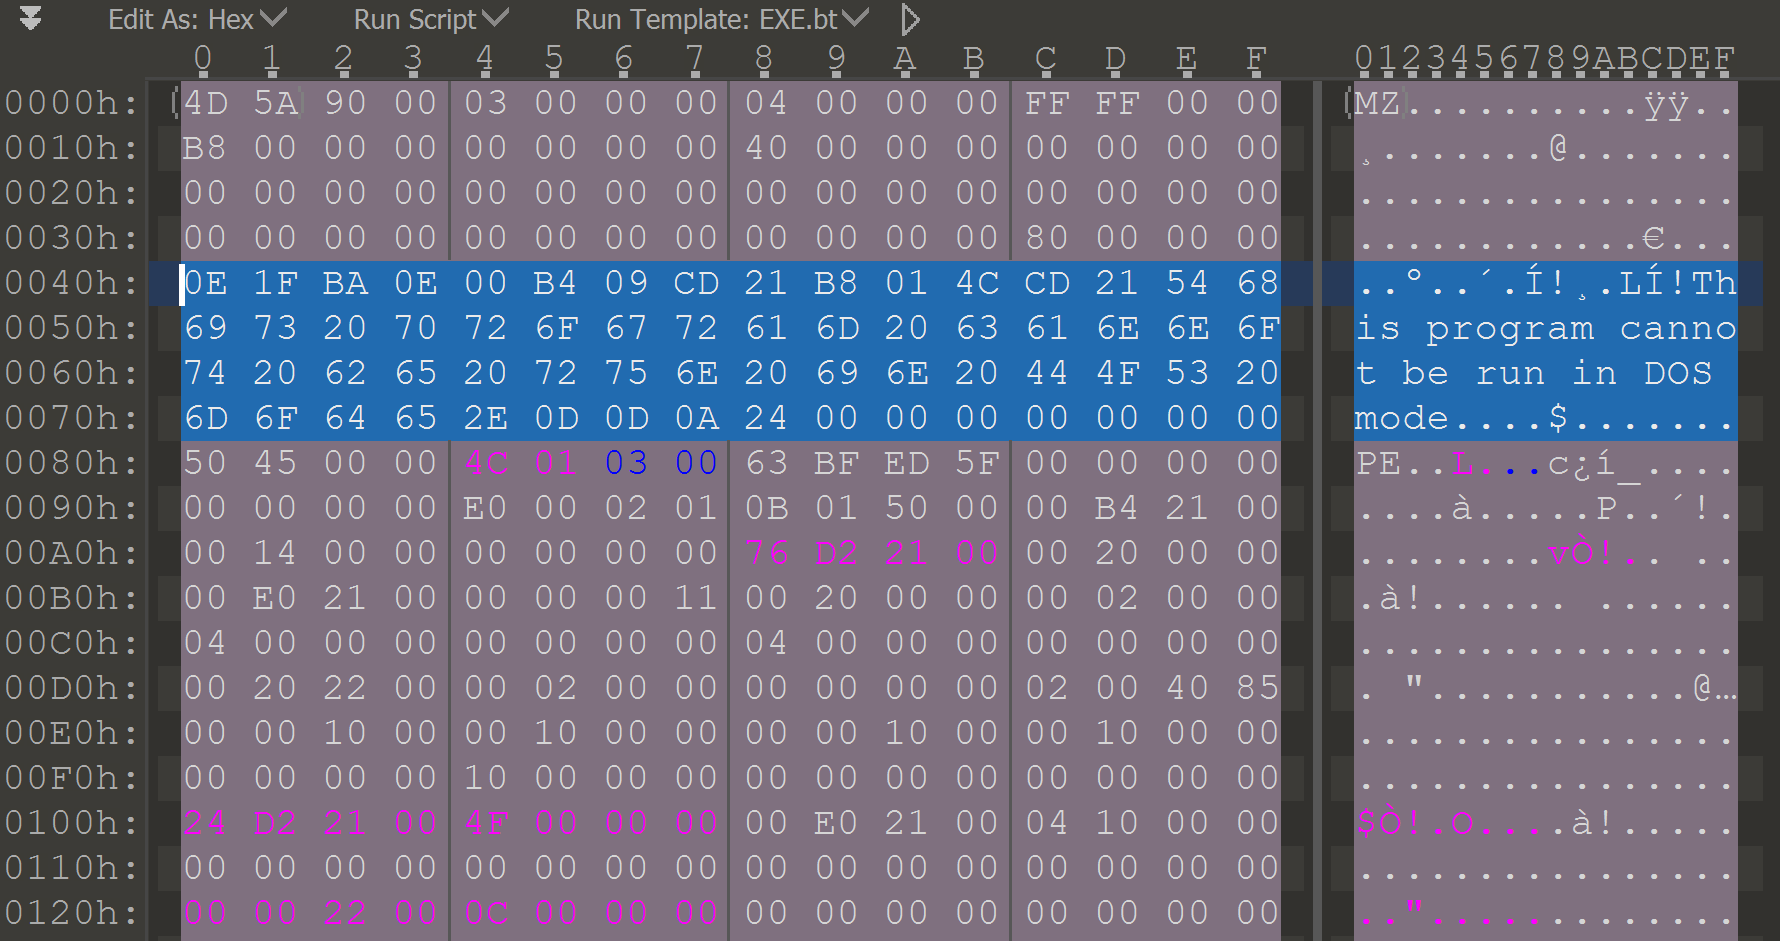 Edit As: Hex Run Script Run Template: EXE.bt
0 1 2 3 4 5 6 7 8 9 A B C D E F 0123456789ABCDEF
0000h: 4D 5A 90 00 03 00 00 00 04 00 00 00 FF FF 00 00 MZ..........ÿÿ..
0010h: B8 00 00 00 00 00 00 00 40 00 00 00 00 00 00 00 ¸.......@.......
0020h: 00 00 00 00 00 00 00 00 00 00 00 00 00 00 00 00 ................
0030h: 00 00 00 00 00 00 00 00 00 00 00 00 80 00 00 00 ............€...
0040h: 0E 1F BA 0E 00 B4 09 CD 21 B8 01 4C CD 21 54 68 ..º..´.Í!¸.LÍ!Th
0050h: 69 73 20 70 72 6F 67 72 61 6D 20 63 61 6E 6E 6F is program canno
0060h: 74 20 62 65 20 72 75 6E 20 69 6E 20 44 4F 53 20 t be run in DOS
0070h: 6D 6F 64 65 2E 0D 0D 0A 24 00 00 00 00 00 00 00 mode....$.......
0080h: 50 45 00 00 4C 01 03 00 63 BF ED 5F 00 00 00 00 PE..L...c¿í_....
0090h: 00 00 00 00 E0 00 02 01 0B 01 50 00 00 B4 21 00 ....à.....P..´!.
00A0h: 00 14 00 00 00 00 00 00 76 D2 21 00 00 20 00 00 ........vÒ!.. ..
00B0h: 00 E0 21 00 00 00 00 11 00 20 00 00 00 02 00 00 .à!...... ......
00C0h: 04 00 00 00 00 00 00 00 04 00 00 00 00 00 00 00 ................
00D0h: 00 20 22 00 00 02 00 00 00 00 00 00 02 00 40 85 . "...........@…
00E0h: 00 00 10 00 00 10 00 00 00 00 10 00 00 10 00 00 ................
00F0h: 00 00 00 00 10 00 00 00 00 00 00 00 00 00 00 00 ................
0100h: 24 D2 21 00 4F 00 00 00 00 E0 21 00 04 10 00 00 $Ò!.O....à!.....
0110h: 00 00 00 00 00 00 00 00 00 00 00 00 00 00 00 00 ................
0120h: 00 00 22 00 0C 00 00 00 00 00 00 00 00 00 00 00 ..".............